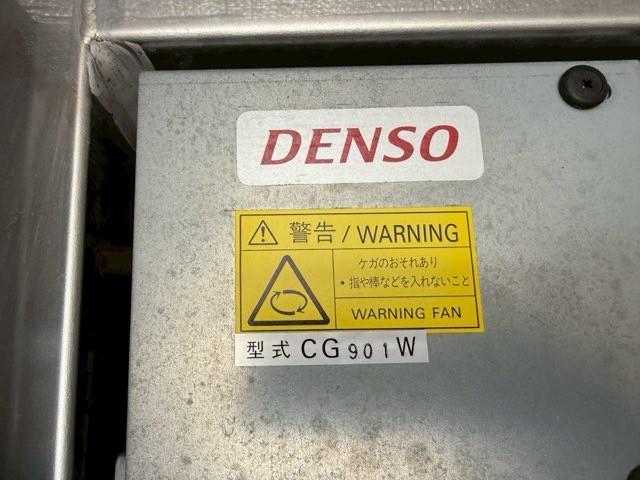 DENSO
警告 / WARNING
ケガのおそれあり
・指や棒などを入れないこと
WARNING FAN
型式 CG901W